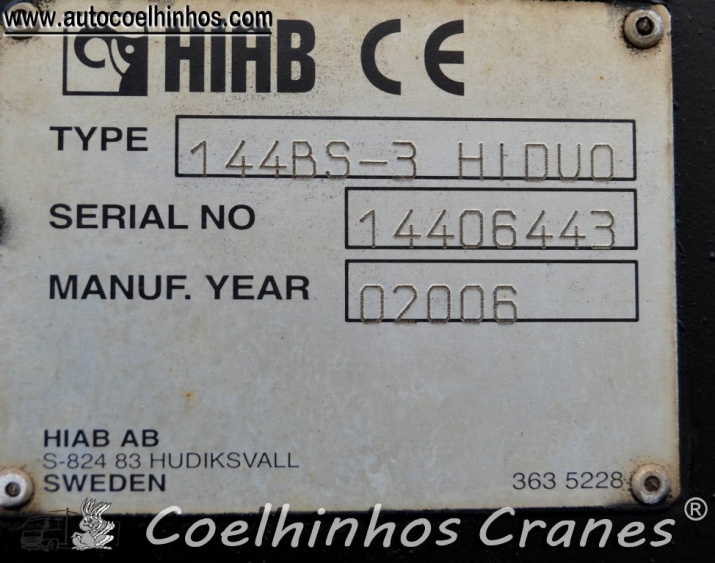 www.autocoelhinhos.com
HIAB CE
TYPE 144BS-3 HIDUO
SERIAL NO 14406443
MANUF. YEAR 02006
HIAB AB
S-824 83 HUDIKSVALL
SWEDEN 363 5228
Coelhinhos Cranes®